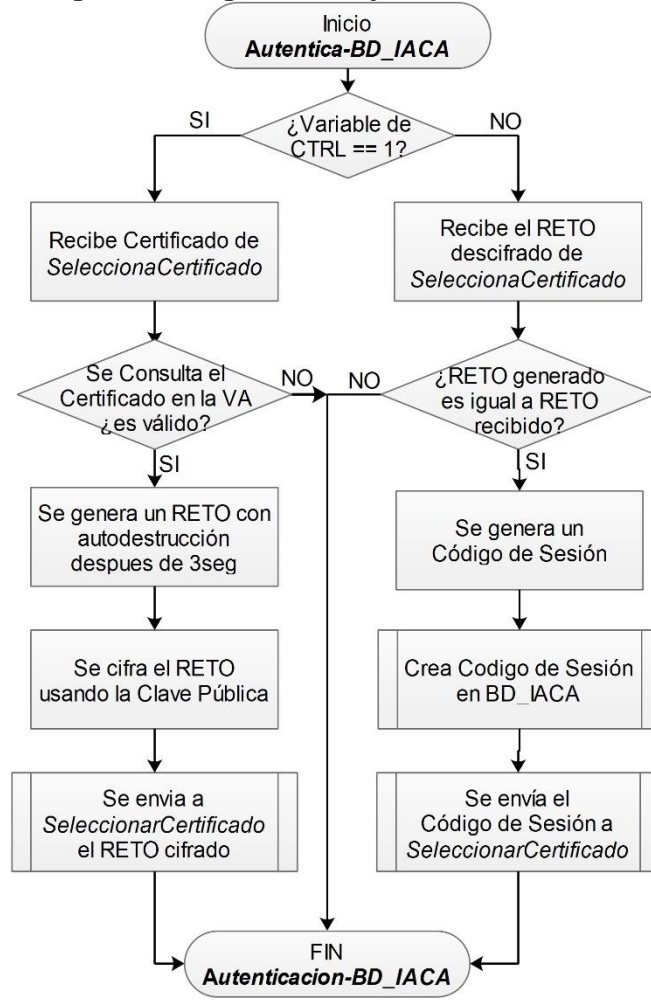 Inicio
Autentica-BD_IACA
¿Variable de
CTRL == 1?
SI
NO
Recibe Certificado de
SeleccionaCertificado
Recibe el RETO
descifrado de
SeleccionaCertificado
Se Consulta el
Certificado en la VA
¿es válido?
NO
NO
¿RETO generado
es igual a RETO
recibido?
SI
SI
Se genera un RETO con
autodestrucción
despues de 3seg
Se genera un
Código de Sesión
Se cifra el RETO
usando la Clave Pública
Crea Codigo de Sesión
en BD_IACA
Se envia a
SeleccionarCertificado
el RETO cifrado
Se envía el
Código de Sesión a
SeleccionarCertificado
FIN
Autenticacion-BD_IACA